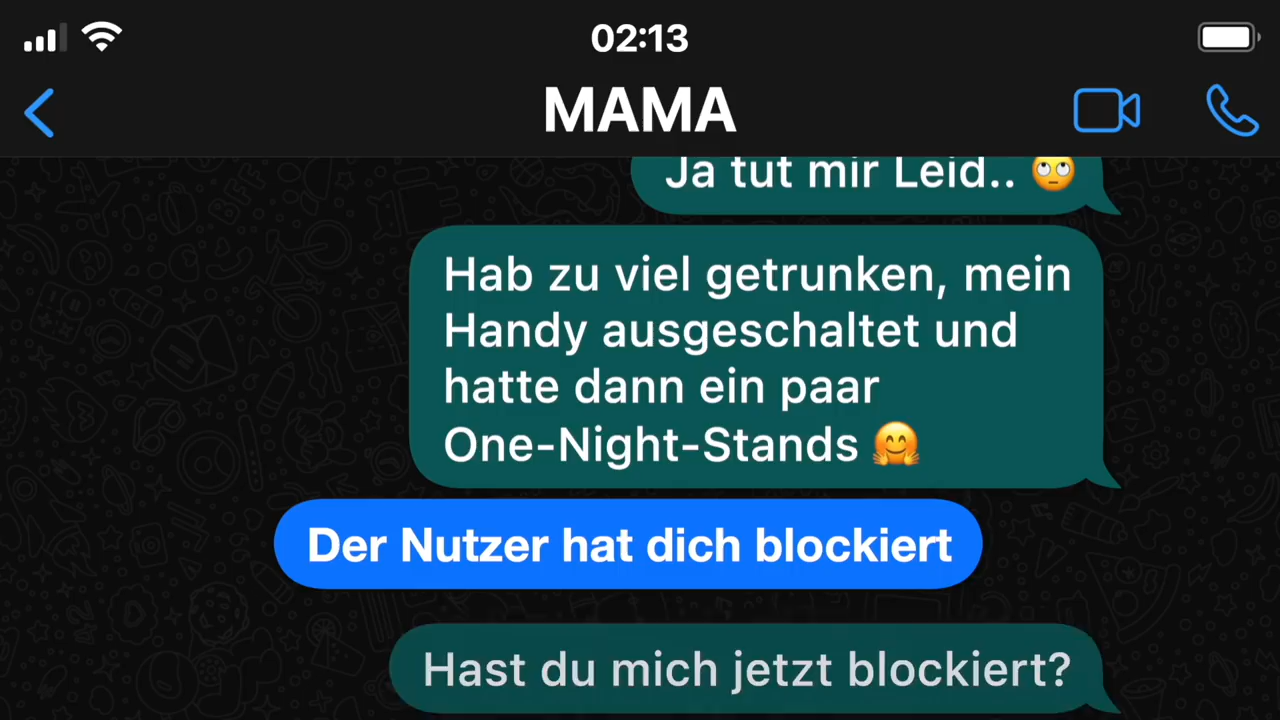 02:13
MAMA
Ja tut mir Leid.. 🙄
Hab zu viel getrunken, mein
Handy ausgeschaltet und
hatte dann ein paar
One-Night-Stands 🤗
Der Nutzer hat dich blockiert
Hast du mich jetzt blockiert?